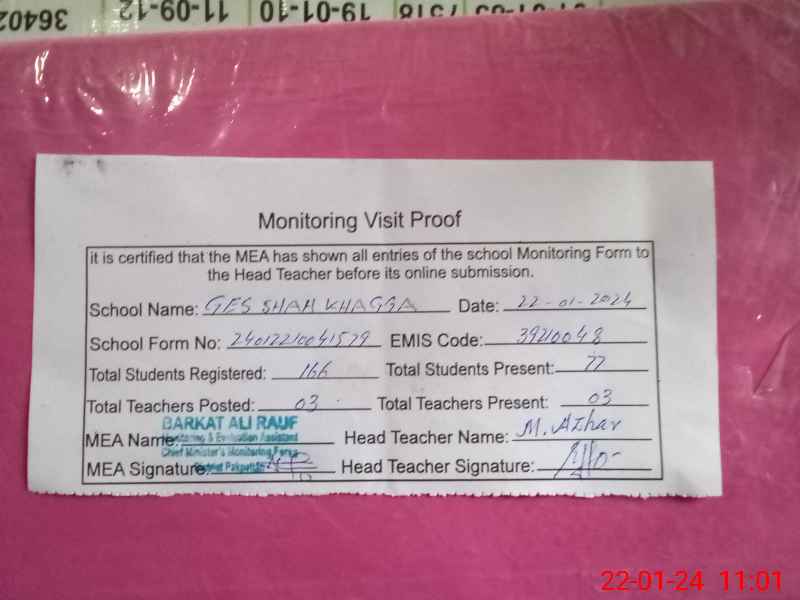 36402 11-09-12 19-01-10 7518
Monitoring Visit Proof
it is certified that the MEA has shown all entries of the school Monitoring Form to
the Head Teacher before its online submission.
School Name: GES SHAH KHAGGA Date: 22-01-2024
School Form No: 24012210041529 EMIS Code: 39210048
Total Students Registered: 166 Total Students Present: 77
Total Teachers Posted: 03 Total Teachers Present: 03
BARKAT ALI RAUF
MEA Name: Monitoring & Evaluation Assistant Head Teacher Name: M. Azhar
Chief Minister's Monitoring Force
MEA Signature: District Pakpattan Head Teacher Signature:
22-01-24 11:01